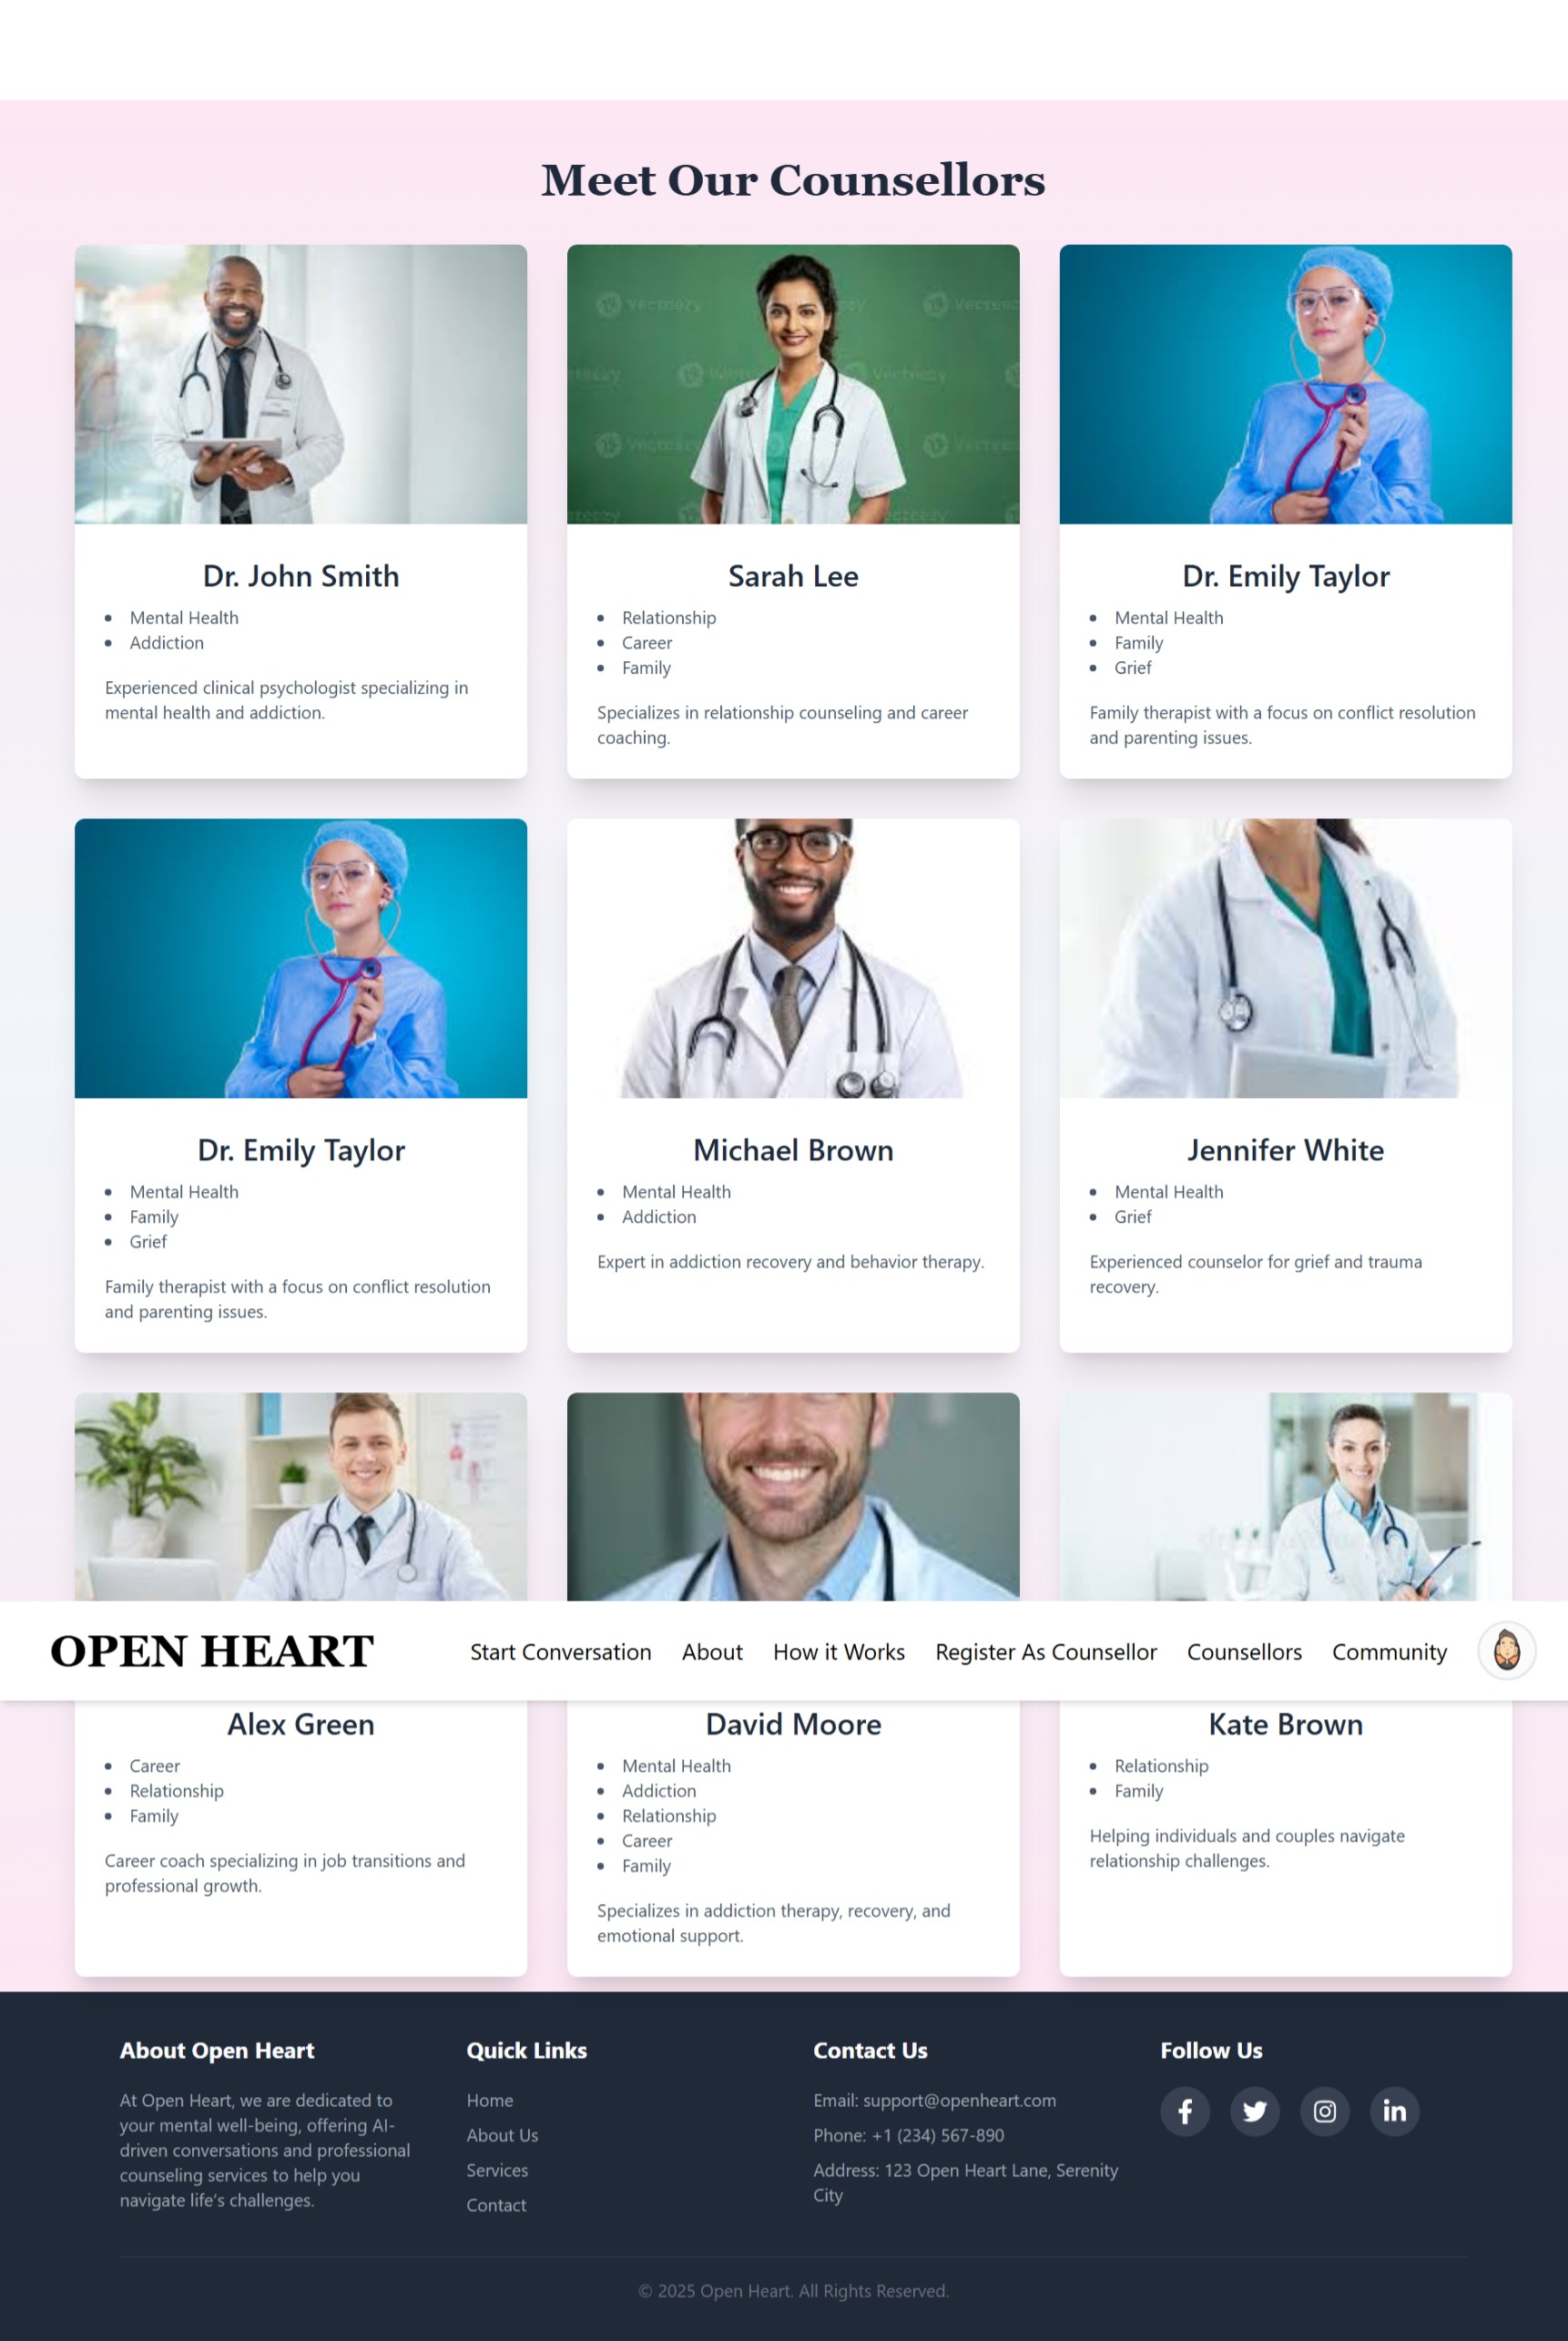 Meet Our Counsellors
Vecteezy
Vecteezy
Dr. John Smith
Mental Health
Addiction
Experienced clinical psychologist specializing in
mental health and addiction.
Sarah Lee
Relationship
Career
Family
Specializes in relationship counseling and career
coaching.
Dr. Emily Taylor
Mental Health
Family
Grief
Family therapist with a focus on conflict resolution
and parenting issues.
Dr. Emily Taylor
Mental Health
Family
Grief
Family therapist with a focus on conflict resolution
and parenting issues.
Michael Brown
Mental Health
Addiction
Expert in addiction recovery and behavior therapy.
Jennifer White
Mental Health
Grief
Experienced counselor for grief and trauma
recovery.
OPEN HEART
Start Conversation About How it Works Register As Counsellor Counsellors Community
Alex Green
Career
Relationship
Family
Career coach specializing in job transitions and
professional growth.
David Moore
Mental Health
Addiction
Relationship
Career
Family
Specializes in addiction therapy, recovery, and
emotional support.
Kate Brown
Relationship
Family
Helping individuals and couples navigate
relationship challenges.
About Open Heart
At Open Heart, we are dedicated to
your mental well-being, offering AI-
driven conversations and professional
counseling services to help you
navigate life’s challenges.
Quick Links
Home
About Us
Services
Contact
Contact Us
Email: support@openheart.com
Phone: +1 (234) 567-890
Address: 123 Open Heart Lane, Serenity
City
Follow Us
© 2025 Open Heart. All Rights Reserved.